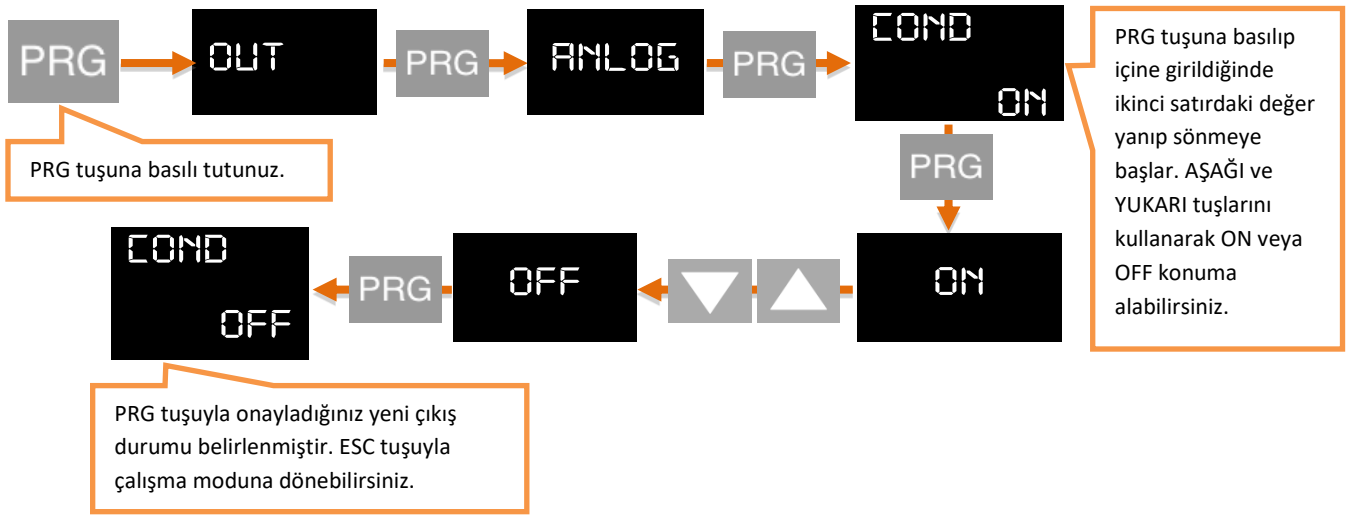 PRG
OUT
PRG
ANLOG
PRG
COND
ON
PRG tuşuna basılıp
içine girildiğinde
ikinci satırdaki değer
yanıp sönmeye
başlar. AŞAĞI ve
YUKARI tuşlarını
kullanarak ON veya
OFF konuma
alabilirsiniz.
PRG tuşuna basılı tutunuz.
PRG
ON
OFF
PRG
COND
OFF
PRG tuşuyla onayladığınız yeni çıkış
durumu belirlenmiştir. ESC tuşuyla
çalışma moduna dönebilirsiniz.